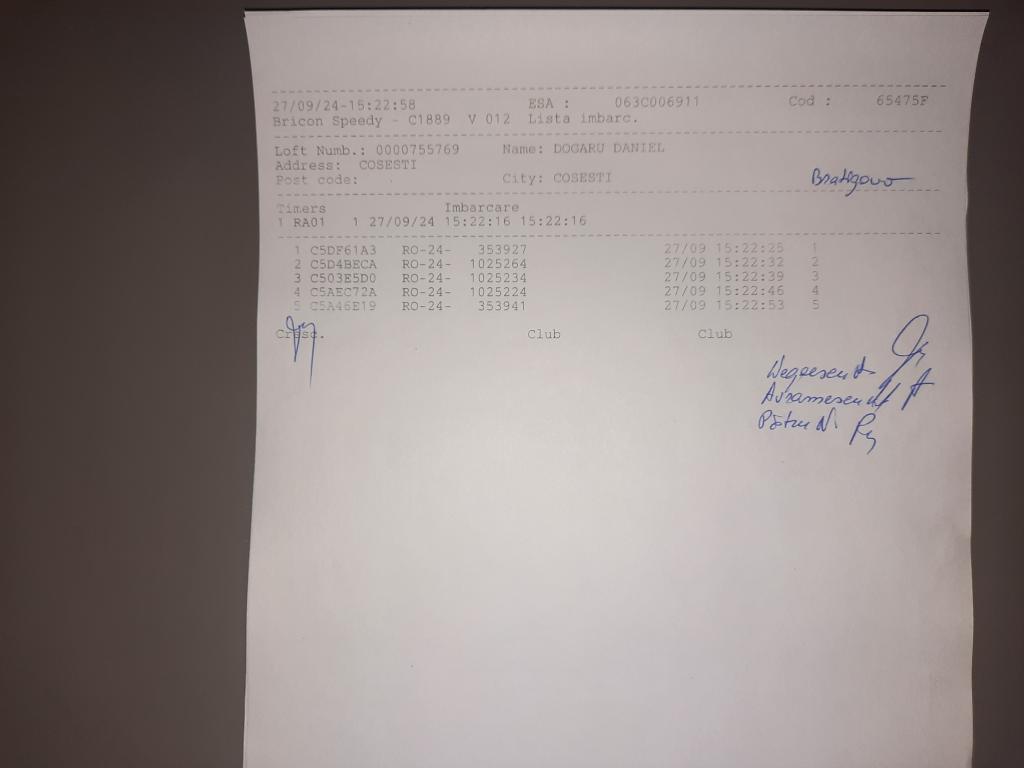 27/09/24-15:22:58 ESA : 063C006911 Cod : 65475F
Bricon Speedy - C1889 V 012 Lista imbarc.
Loft Numb.: 0000755769 Name: DOGARU DANIEL
Address: COSESTI
Post code: City: COSESTI
Timers Imbarcare
1 RA01 1 27/09/24 15:22:16 15:22:16
1 C5DF61A3 RO-24- 353927 27/09 15:22:25 1
2 C5D4BECA RO-24- 1025264 27/09 15:22:32 2
3 C503E5D0 RO-24- 1025234 27/09 15:22:39 3
4 C5AEC72A RO-24- 1025224 27/09 15:22:46 4
5 C5A46E19 RO-24- 353941 27/09 15:22:53 5
Cresc. Club Club